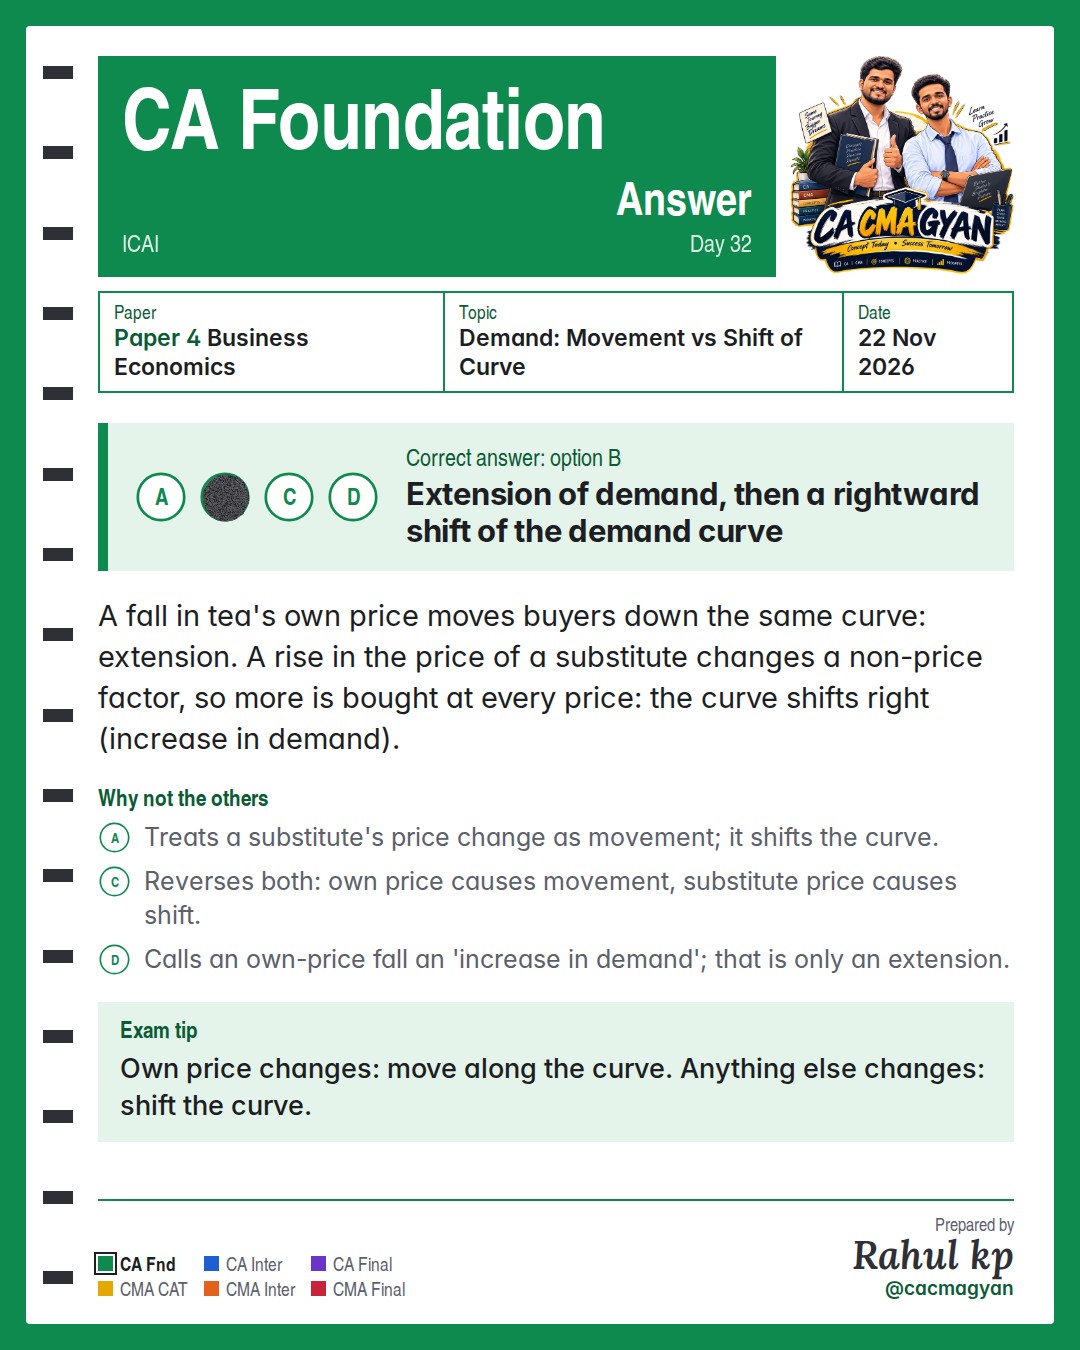 CA Foundation
Answer
ICAI
Day 32
CA CMA GYAN
Concept Today • Success Tomorrow
Learn
Practice
Grow
Paper
Paper 4 Business
Economics
Topic
Demand: Movement vs Shift of
Curve
Date
22 Nov
2026
A C D
Correct answer: option B
Extension of demand, then a rightward
shift of the demand curve
A fall in tea's own price moves buyers down the same curve:
extension. A rise in the price of a substitute changes a non-price
factor, so more is bought at every price: the curve shifts right
(increase in demand).
Why not the others
A Treats a substitute's price change as movement; it shifts the curve.
C Reverses both: own price causes movement, substitute price causes
shift.
D Calls an own-price fall an 'increase in demand'; that is only an extension.
Exam tip
Own price changes: move along the curve. Anything else changes:
shift the curve.
CA Fnd CA Inter CA Final
CMA CAT CMA Inter CMA Final
Prepared by
Rahul kp
@cacmagyan